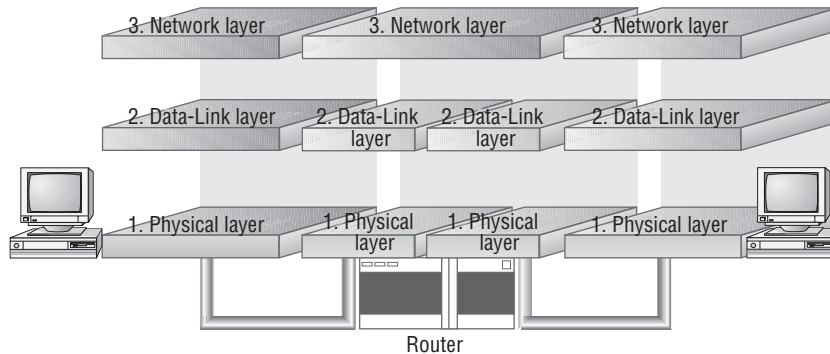 3. Network layer
3. Network layer
3. Network layer
2. Data-Link layer
2. Data-Link
layer
2. Data-Link
layer
2. Data-Link layer
1. Physical layer
1. Physical
layer
1. Physical
layer
1. Physical layer
Router